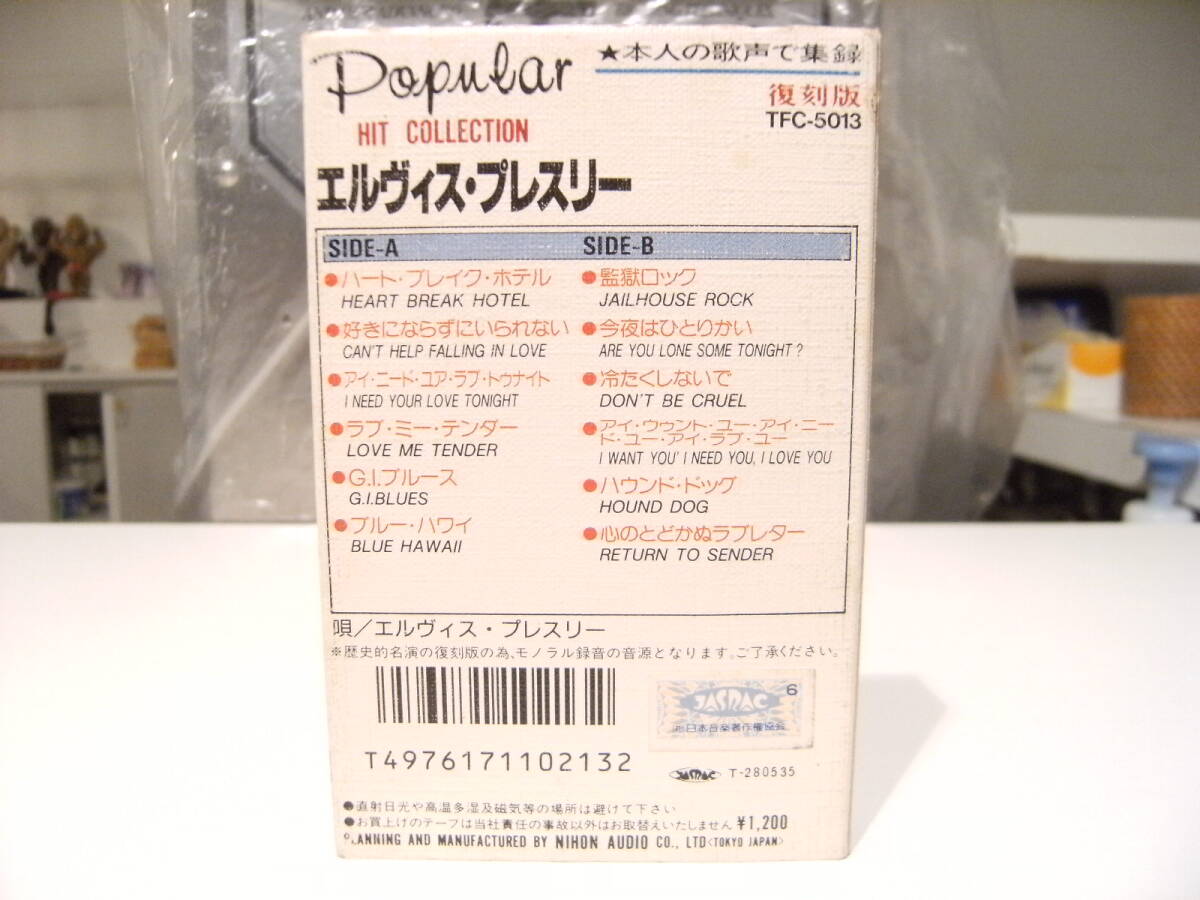 Popular
HIT COLLECTION
★本人の歌声で集録
復刻版
TFC-5013
エルヴィス・プレスリー
SIDE-A
●ハート・ブレイク・ホテル
HEART BREAK HOTEL
●好きにならずにいられない
CAN'T HELP FALLING IN LOVE
●アイ・ニード・ユア・ラブ・トゥナイト
I NEED YOUR LOVE TONIGHT
●ラブ・ミー・テンダー
LOVE ME TENDER
●G.I.ブルース
G.I.BLUES
●ブルー・ハワイ
BLUE HAWAII
SIDE-B
●監獄ロック
JAILHOUSE ROCK
●今夜はひとりかい
ARE YOU LONE SOME TONIGHT?
●冷たくしないで
DON'T BE CRUEL
●アイ・ウゥント・ユー・アイ・ニー
ド・ユー・アイ・ラブ・ユー
I WANT YOU' I NEED YOU, I LOVE YOU
●ハウンド・ドッグ
HOUND DOG
●心のとどかぬラブレター
RETURN TO SENDER
唄/エルヴィス・プレスリー
※歴史的名演の復刻版の為、モノラル録音の音源となります。ご了承ください。
T4976171102132
6
JASRAC
日本音楽著作権協会
JASRAC T-280535
●直射日光や高温多湿及磁気等の場所は避けて下さい
●お買上げのテープは当社責任の事故以外はお取替えいたしません ¥1,200
PLANNING AND MANUFACTURED BY NIHON AUDIO CO., LTD<TOKYO JAPAN>